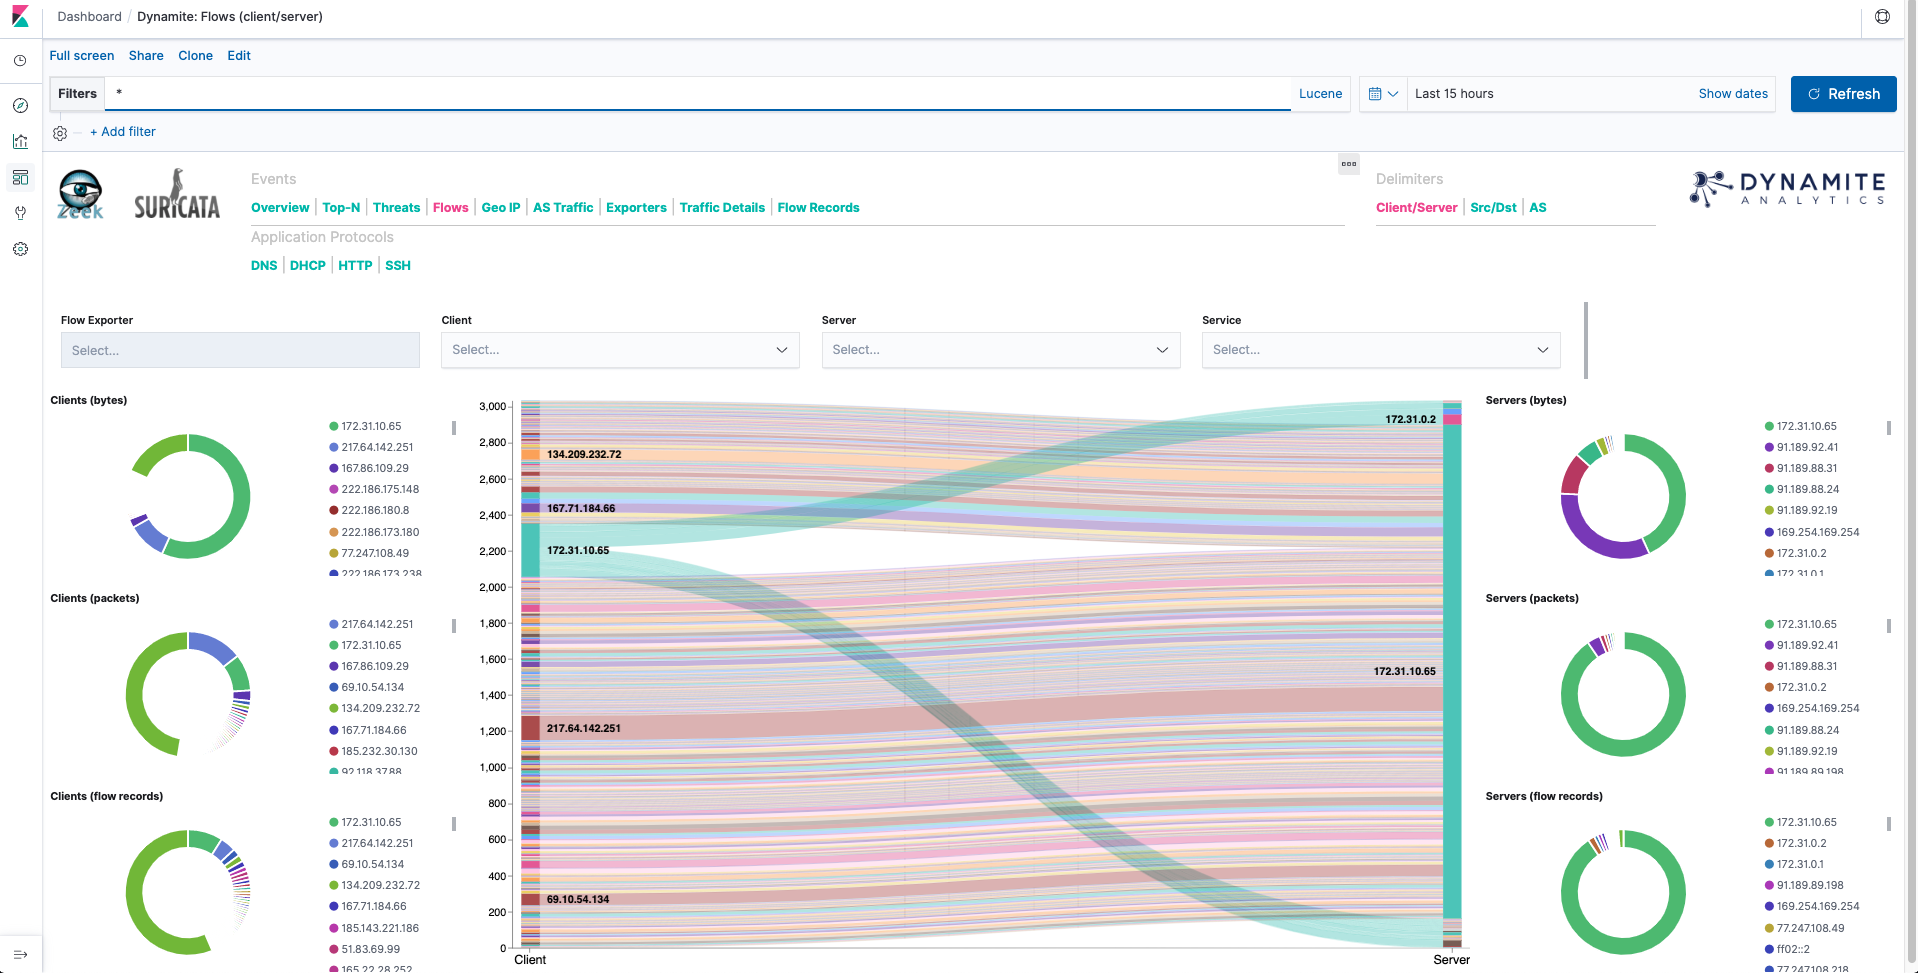 Dashboard / Dynamite: Flows (client/server)
Full screen Share Clone Edit
Filters * Lucene Last 15 hours Show dates Refresh
+ Add filter
zeek
SURICATA
Events
Overview Top-N Threats Flows Geo IP AS Traffic Exporters Traffic Details Flow Records
Application Protocols
DNS DHCP HTTP SSH
Delimiters
Client/Server Src/Dst AS
DYNAMITE
ANALYTICS
Flow Exporter Client Server Service
Select... Select... Select... Select...
Clients (bytes)
172.31.10.65
217.64.142.251
167.86.109.29
222.186.175.148
222.186.180.8
222.186.173.180
77.247.108.49
222.186.173.238
Clients (packets)
217.64.142.251
172.31.10.65
167.86.109.29
69.10.54.134
134.209.232.72
167.71.184.66
185.232.30.130
92.118.37.88
Clients (flow records)
172.31.10.65
217.64.142.251
69.10.54.134
134.209.232.72
167.71.184.66
185.143.221.186
51.83.69.99
165.22.28.252
3,000
2,800
2,600
2,400
2,200
2,000
1,800
1,600
1,400
1,200
1,000
800
600
400
200
0
134.209.232.72
167.71.184.66
172.31.10.65
217.64.142.251
69.10.54.134
172.31.0.2
172.31.10.65
Client Server
Servers (bytes)
172.31.10.65
91.189.92.41
91.189.88.31
91.189.88.24
91.189.92.19
169.254.169.254
172.31.0.2
172.31.0.1
Servers (packets)
172.31.10.65
91.189.92.41
91.189.88.31
172.31.0.2
169.254.169.254
91.189.88.24
91.189.92.19
91.189.89.198
Servers (flow records)
172.31.10.65
172.31.0.2
172.31.0.1
91.189.89.198
169.254.169.254
77.247.108.49
ff02::2
77.247.108.218